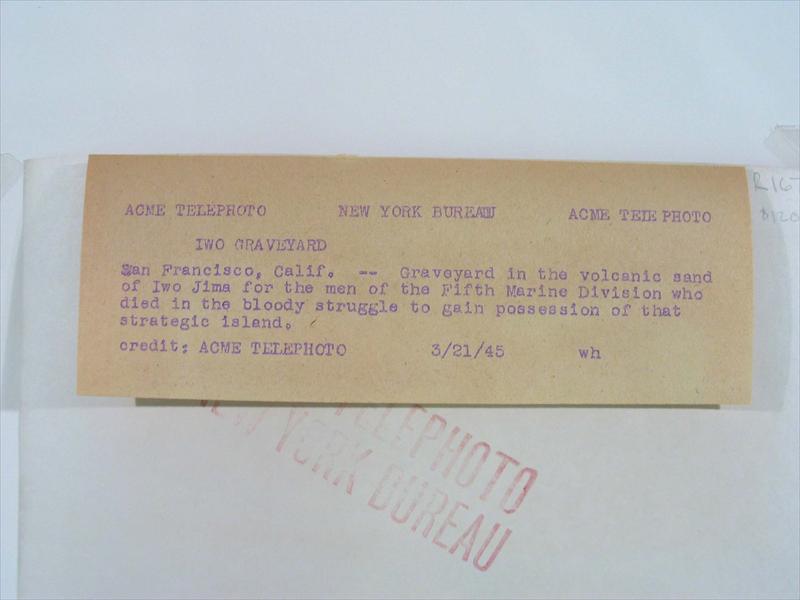 ACME TELEPHOTO NEW YORK BUREAU ACME TELEPHOTO
IWO GRAVEYARD
San Francisco, Calif. -- Graveyard in the volcanic sand
of Iwo Jima for the men of the Fifth Marine Division who
died in the bloody struggle to gain possession of that
strategic island.
credit: ACME TELEPHOTO 3/21/45 wh
TELEPHOTO
NEW YORK BUREAU